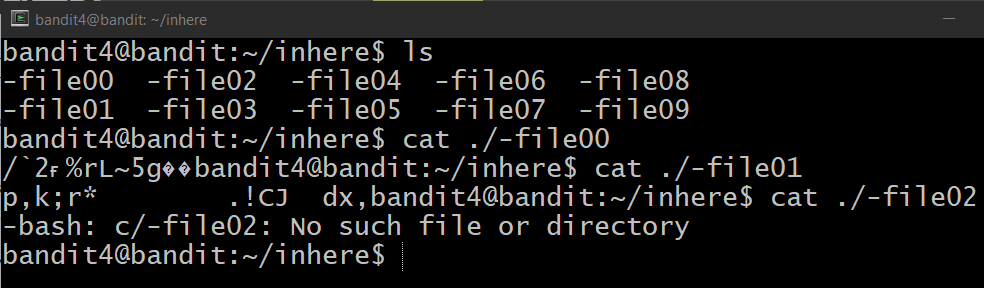 bandit4@bandit: ~/inhere
bandit4@bandit:~/inhere$ ls
-file00  -file02  -file04  -file06  -file08
-file01  -file03  -file05  -file07  -file09
bandit4@bandit:~/inhere$ cat ./-file00
/`2ғ%rL~5g��bandit4@bandit:~/inhere$ cat ./-file01
p,k;r*        .!CJ  dx,bandit4@bandit:~/inhere$ cat ./-file02
-bash: c/-file02: No such file or directory
bandit4@bandit:~/inhere$